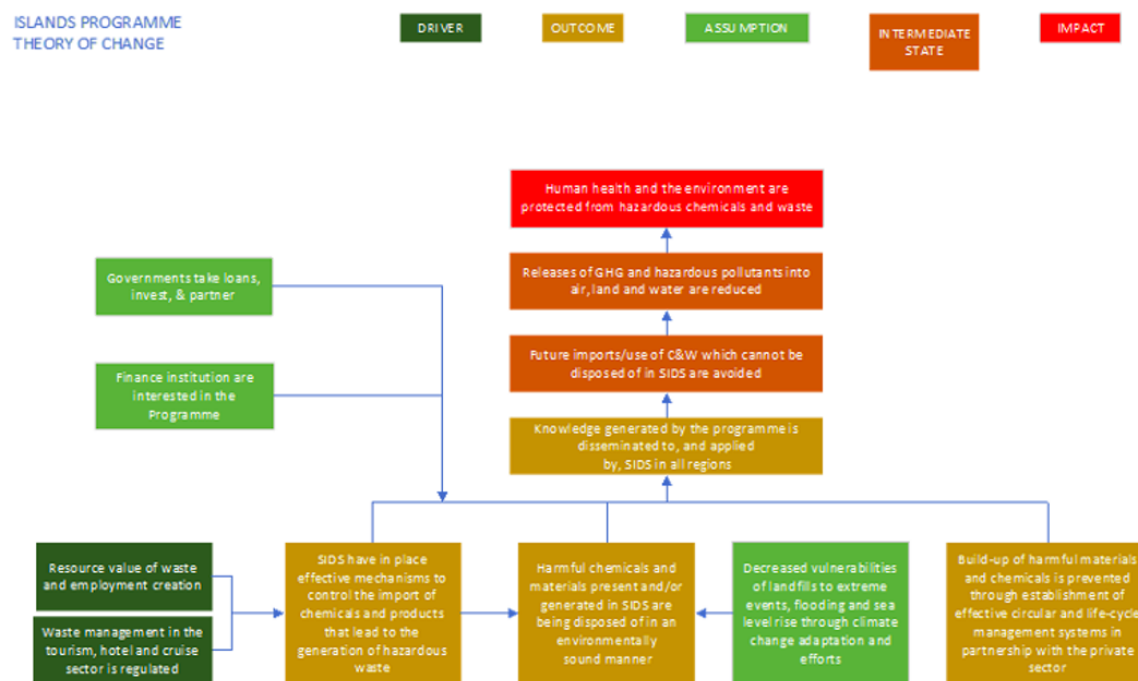 ISLANDS PROGRAMME
THEORY OF CHANGE
DRIVER
OUTCOME
ASSUMPTION
INTERMEDIATE
STATE
IMPACT
Human health and the environment are
protected from hazardous chemicals and waste
Governments take loans,
invest, & partner
Releases of GHG and hazardous pollutants into
air, land and water are reduced
Finance institution are
interested in the
Programme
Future imports/use of C&W which cannot be
disposed of in SIDS are avoided
Knowledge generated by the programme is
disseminated to, and applied
by, SIDS in all regions
Resource value of waste
and employment creation
Waste management in the
tourism, hotel and cruise
sector is regulated
SIDS have in place
effective mechanisms to
control the import of
chemicals and products
that lead to the
generation of hazardous
waste
Harmful chemicals and
materials present and/or
generated in SIDS are
being disposed of in an
environmentally
sound manner
Decreased vulnerabilities
of landfills to extreme
events, flooding and sea
level rise through climate
change adaptation and
efforts
Build-up of harmful materials
and chemicals is prevented
through establishment of
effective circular and life-cycle
management systems in
partnership with the private
sector